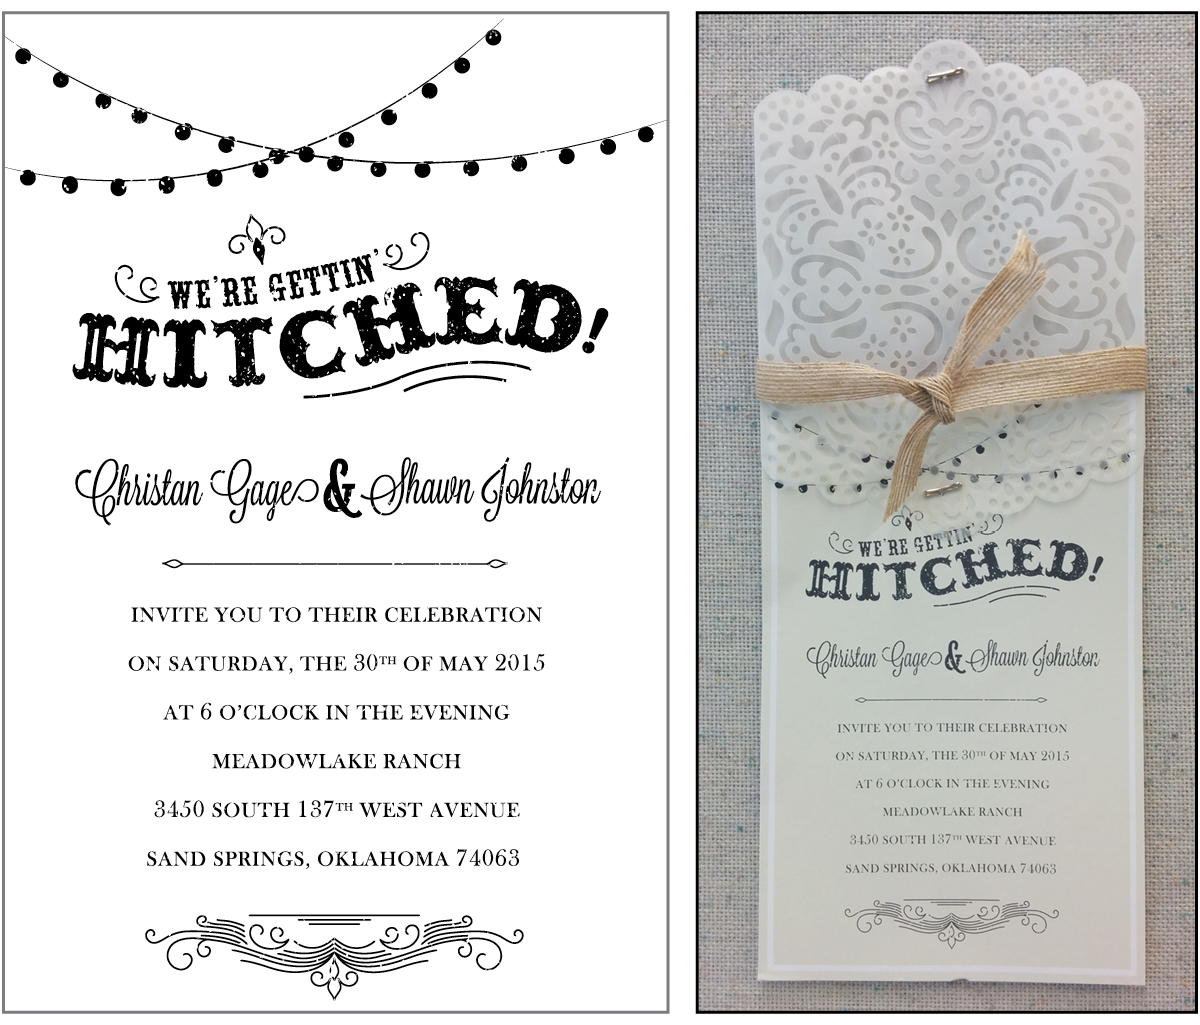 WE'RE GETTIN'
HITCHED!
Christan Gage & Shawn Johnston
INVITE YOU TO THEIR CELEBRATION
ON SATURDAY, THE 30TH OF MAY 2015
AT 6 O'CLOCK IN THE EVENING
MEADOWLAKE RANCH
3450 SOUTH 137TH WEST AVENUE
SAND SPRINGS, OKLAHOMA 74063
WE'RE GETTIN'
HITCHED!
Christan Gage & Shawn Johnston
INVITE YOU TO THEIR CELEBRATION
ON SATURDAY, THE 30TH OF MAY 2015
AT 6 O'CLOCK IN THE EVENING
MEADOWLAKE RANCH
3450 SOUTH 137TH WEST AVENUE
SAND SPRINGS, OKLAHOMA 74063